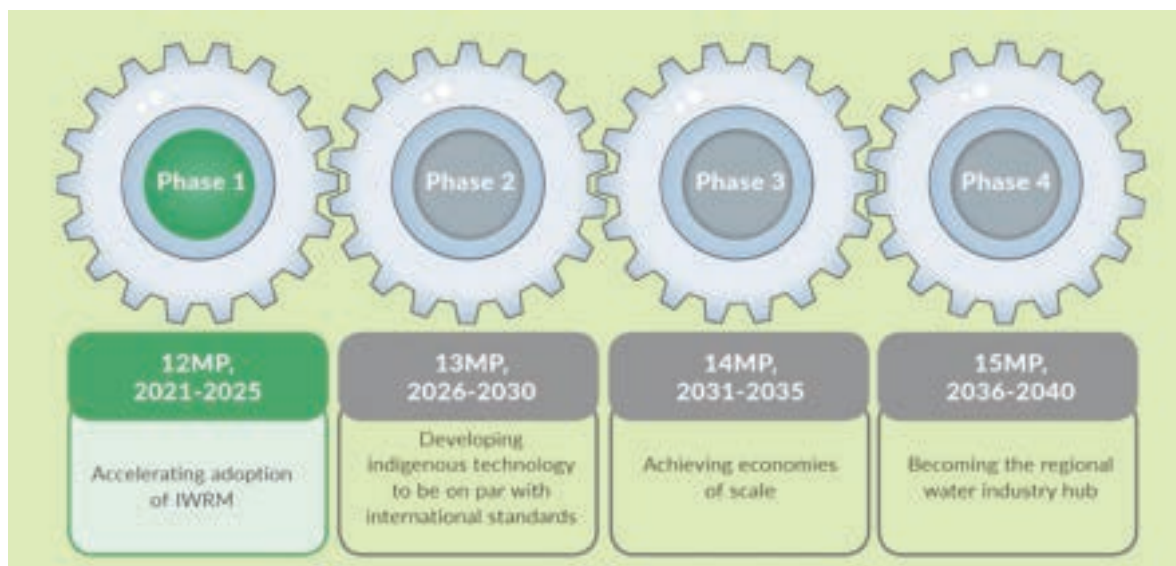 Phase 1
Phase 2
Phase 3
Phase 4
12MP,
2021-2025
Accelerating adoption
of IWRM
13MP,
2026-2030
Developing
indigenous technology
to be on par with
international standards
14MP,
2031-2035
Achieving economies
of scale
15MP,
2036-2040
Becoming the regional
water industry hub